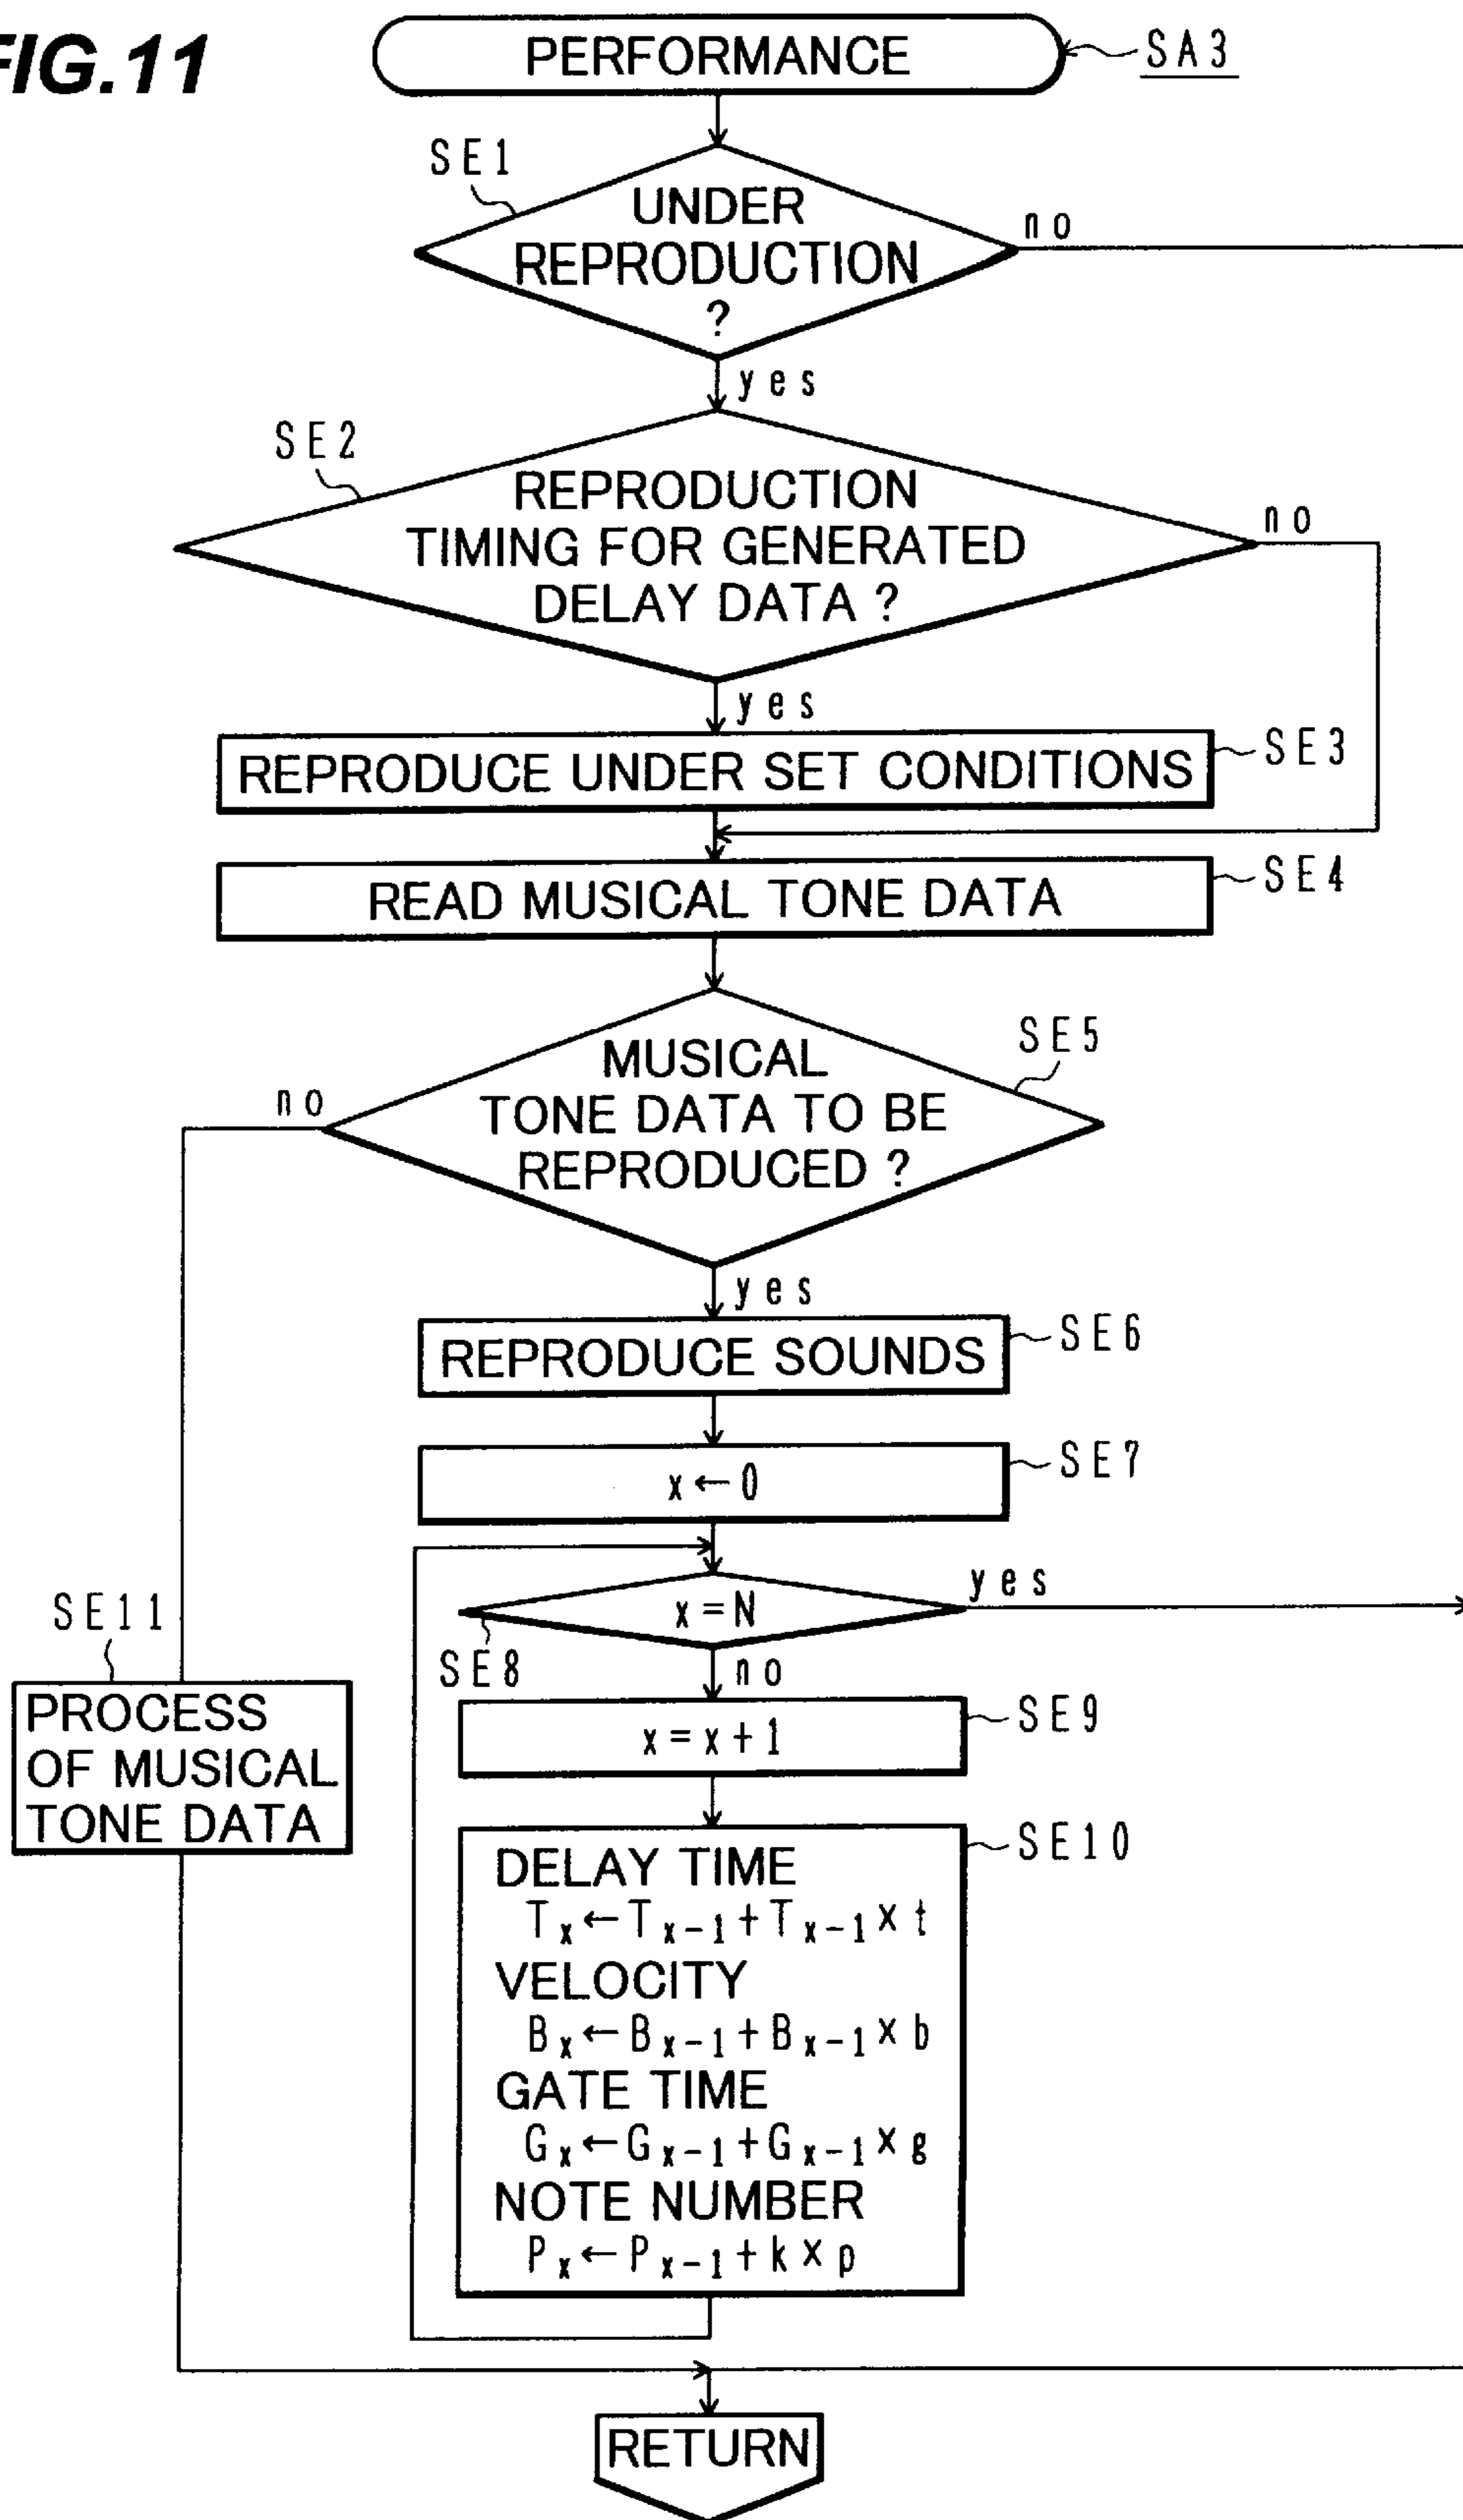 FIG.11
PERFORMANCE
SA3
SE1
UNDER
REPRODUCTION
?
no
yes
SE2
REPRODUCTION
TIMING FOR GENERATED
DELAY DATA ?
no
yes
REPRODUCE UNDER SET CONDITIONS
SE3
READ MUSICAL TONE DATA
SE4
SE5
MUSICAL
TONE DATA TO BE
REPRODUCED ?
no
yes
REPRODUCE SOUNDS
SE6
x←0
SE7
x=N
yes
SE8
no
x=x+1
SE9
SE11
PROCESS
OF MUSICAL
TONE DATA
SE10
DELAY TIME
Tx←Tx-1+Tx-1×t
VELOCITY
Bx←Bx-1+Bx-1×b
GATE TIME
Gx←Gx-1+Gx-1×g
NOTE NUMBER
Px←Px-1+k×p
RETURN